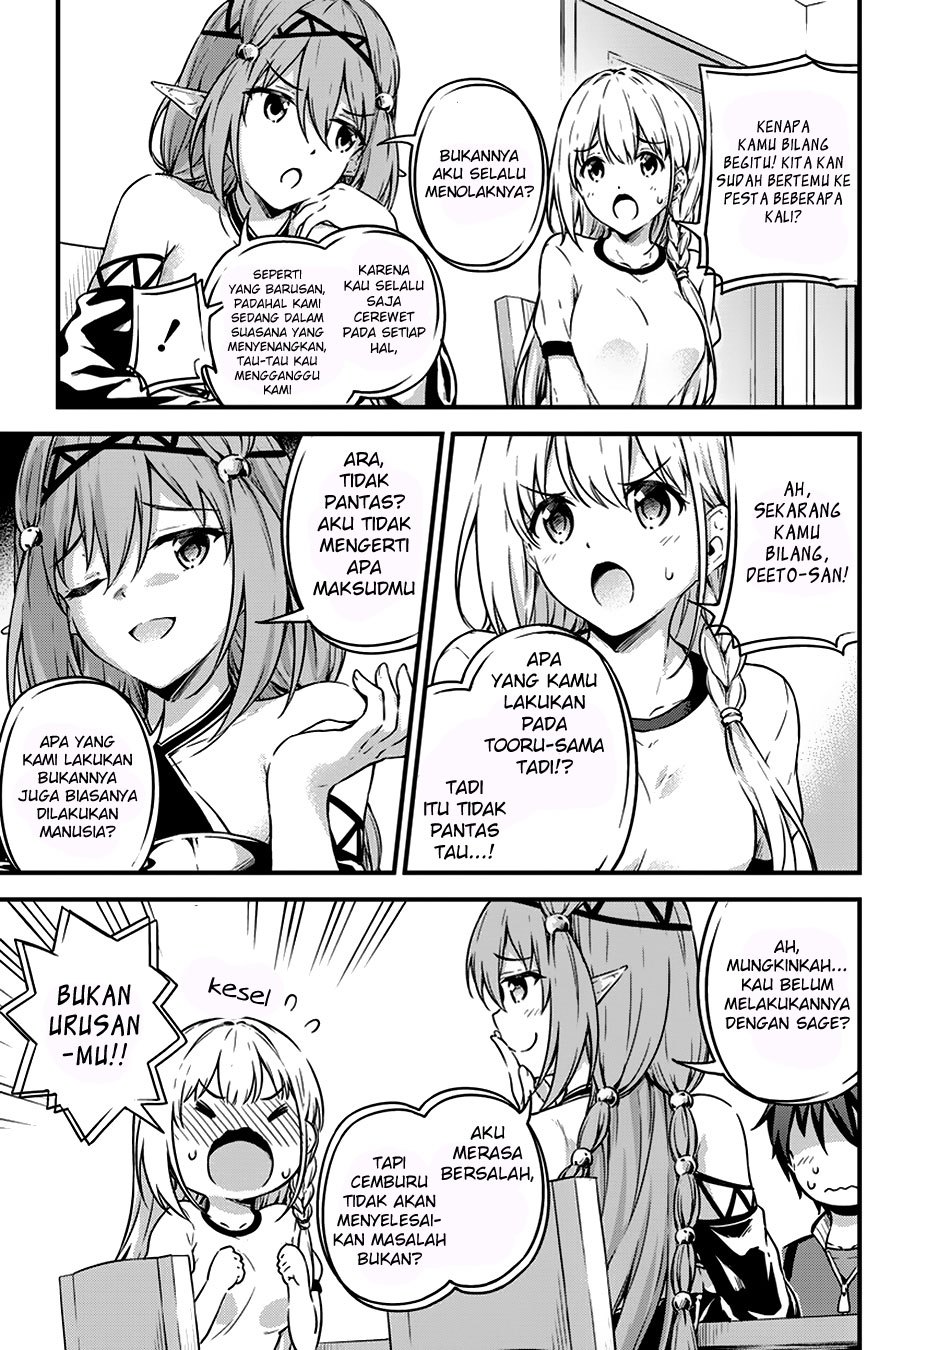 KENAPA
KAMU BILANG
BEGITU! KITA KAN
SUDAH BERTEMU KE
PESTA BEBERAPA
KALI?
BUKANNYA
AKU SELALU
MENOLAKNYA?
KARENA
KAU SELALU
SAJA
CEREWET
PADA SETIAP
HAL,
SEPERTI
YANG BARUSAN,
PADAHAL KAMI
SEDANG DALAM
SUASANA YANG
MENYENANGKAN,
TAU-TAU KAU
MENGGANGGU
KAMI
!
AH,
SEKARANG
KAMU
BILANG,
DEETO-SAN!
APA
YANG KAMU
LAKUKAN
PADA
TOORU-SAMA
TADI!?
TADI
ITU TIDAK
PANTAS
TAU...!
ARA,
TIDAK
PANTAS?
AKU TIDAK
MENGERTI
APA
MAKSUDMU
APA YANG
KAMI LAKUKAN
BUKANNYA
JUGA BIASANYA
DILAKUKAN
MANUSIA?
AH,
MUNGKINKAH...
KAU BELUM
MELAKUKANNYA
DENGAN SAGE?
AKU
MERASA
BERSALAH,
TAPI
CEMBURU
TIDAK AKAN
MENYELESAI-
KAN MASALAH
BUKAN?
kesel
BUKAN
URUSAN
-MU!!